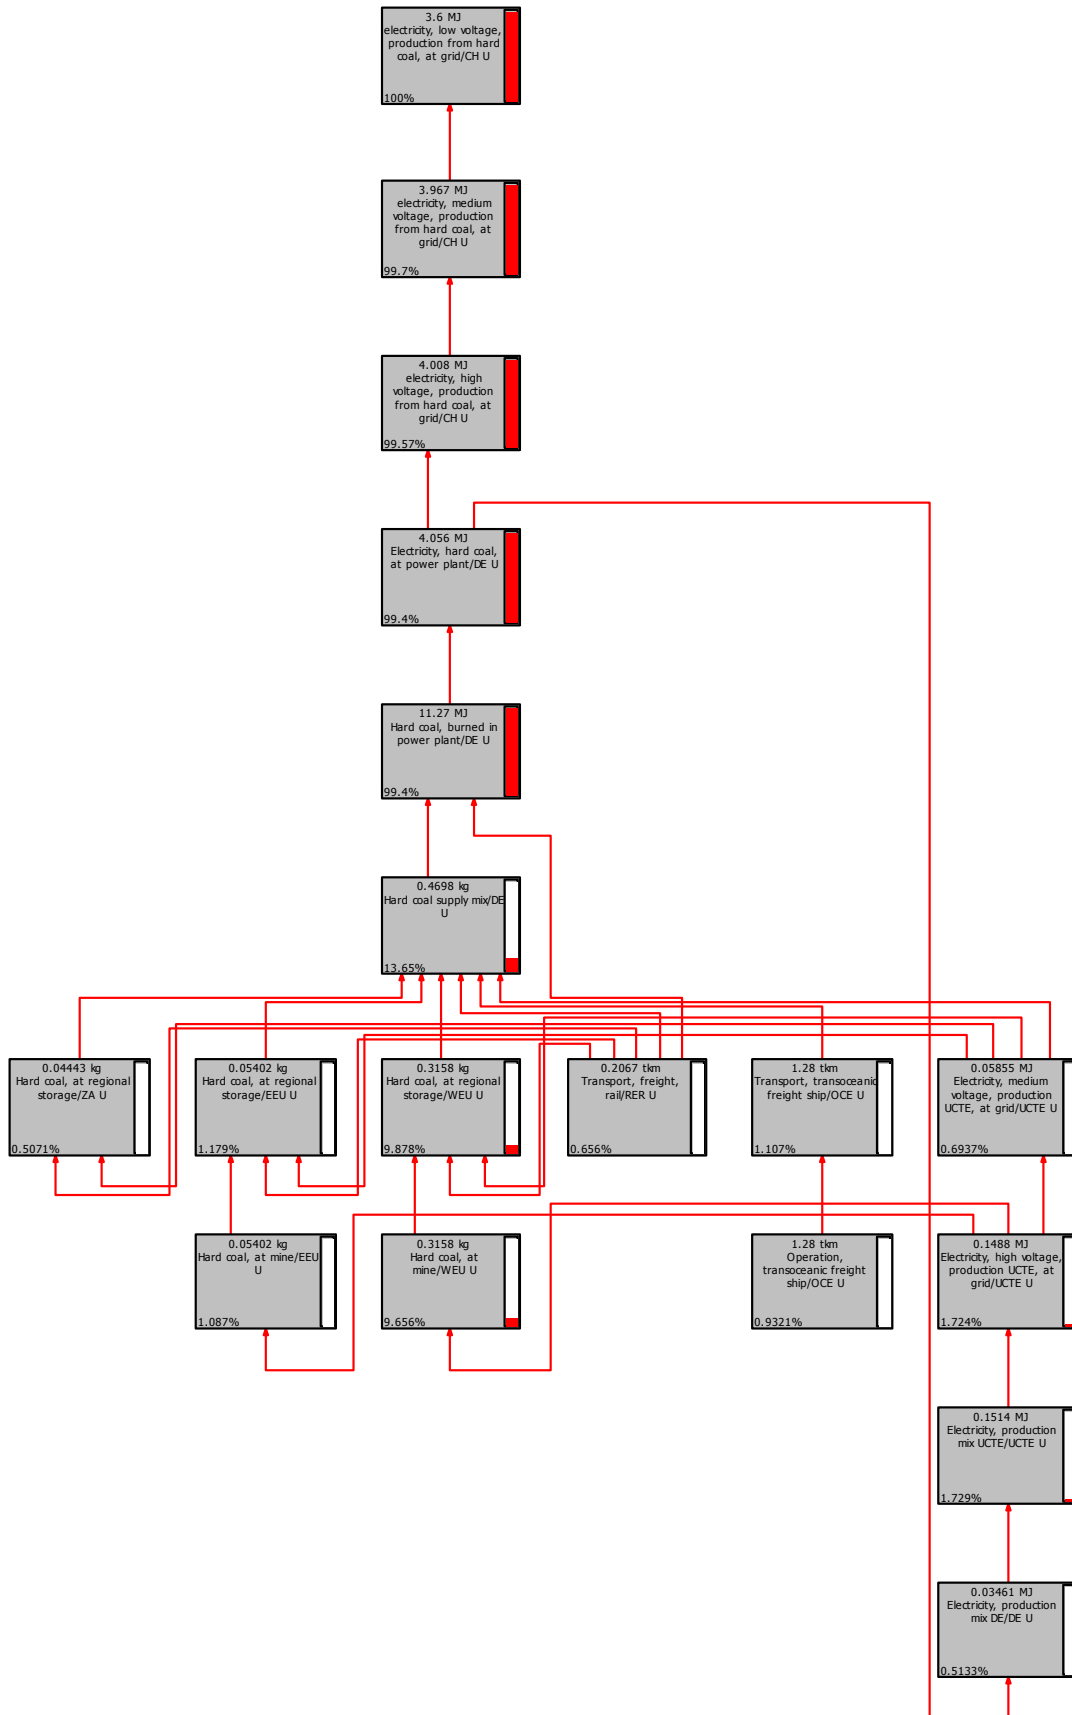 3.6 MJ
electricity, low voltage,
production from hard
coal, at grid/CH U
100%
3.967 MJ
electricity, medium
voltage, production
from hard coal, at
grid/CH U
99.7%
4.008 MJ
electricity, high
voltage, production
from hard coal, at
grid/CH U
99.57%
4.056 MJ
Electricity, hard coal,
at power plant/DE U
99.4%
11.27 MJ
Hard coal, burned in
power plant/DE U
99.4%
0.4698 kg
Hard coal supply mix/DE
U
13.65%
0.04443 kg
Hard coal, at regional
storage/ZA U
0.5071%
0.05402 kg
Hard coal, at regional
storage/EEU U
1.179%
0.3158 kg
Hard coal, at regional
storage/WEU U
9.878%
0.2067 tkm
Transport, freight,
rail/RER U
0.656%
1.28 tkm
Transport, transoceanic
freight ship/OCE U
1.107%
0.05855 MJ
Electricity, medium
voltage, production
UCTE, at grid/UCTE U
0.6937%
0.05402 kg
Hard coal, at mine/EEU
U
1.087%
0.3158 kg
Hard coal, at
mine/WEU U
9.656%
1.28 tkm
Operation,
transoceanic freight
ship/OCE U
0.9321%
0.1488 MJ
Electricity, high voltage,
production UCTE, at
grid/UCTE U
1.724%
0.1514 MJ
Electricity, production
mix UCTE/UCTE U
1.729%
0.03461 MJ
Electricity, production
mix DE/DE U
0.5133%